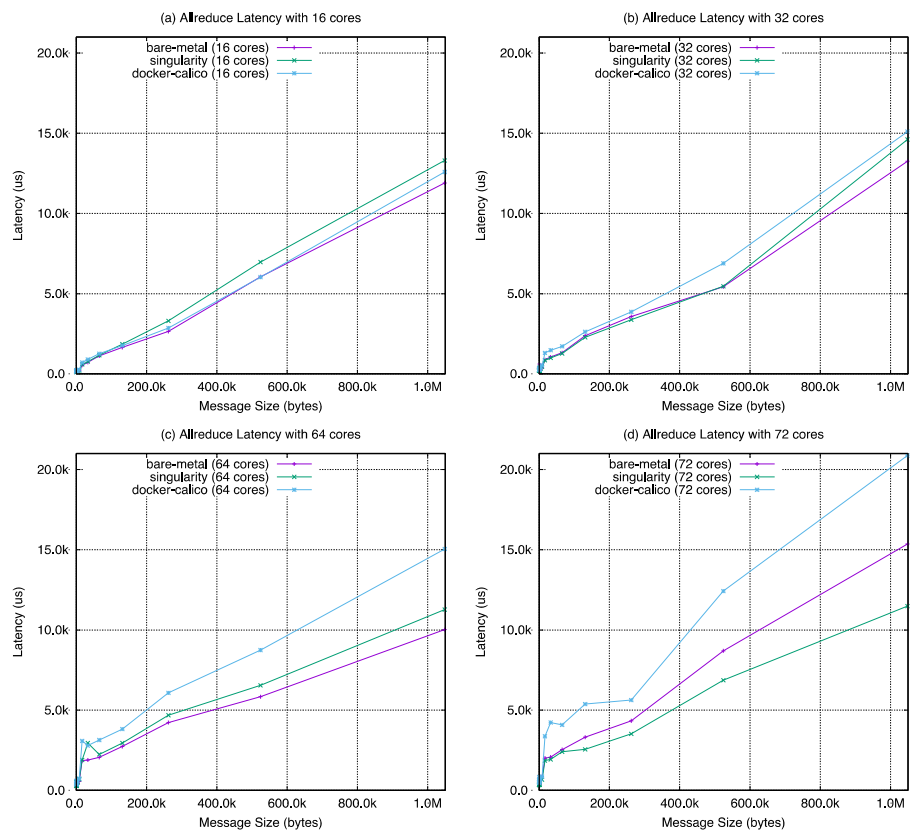 (a) Allreduce Latency with 16 cores
bare-metal (16 cores)
singularity (16 cores)
docker-calico (16 cores)
20.0k
15.0k
10.0k
5.0k
0.0
Latency (us)
0.0 200.0k 400.0k 600.0k 800.0k 1.0M
Message Size (bytes)
(b) Allreduce Latency with 32 cores
bare-metal (32 cores)
singularity (32 cores)
docker-calico (32 cores)
20.0k
15.0k
10.0k
5.0k
0.0
Latency (us)
0.0 200.0k 400.0k 600.0k 800.0k 1.0M
Message Size (bytes)
(c) Allreduce Latency with 64 cores
bare-metal (64 cores)
singularity (64 cores)
docker-calico (64 cores)
20.0k
15.0k
10.0k
5.0k
0.0
Latency (us)
0.0 200.0k 400.0k 600.0k 800.0k 1.0M
Message Size (bytes)
(d) Allreduce Latency with 72 cores
bare-metal (72 cores)
singularity (72 cores)
docker-calico (72 cores)
20.0k
15.0k
10.0k
5.0k
0.0
Latency (us)
0.0 200.0k 400.0k 600.0k 800.0k 1.0M
Message Size (bytes)